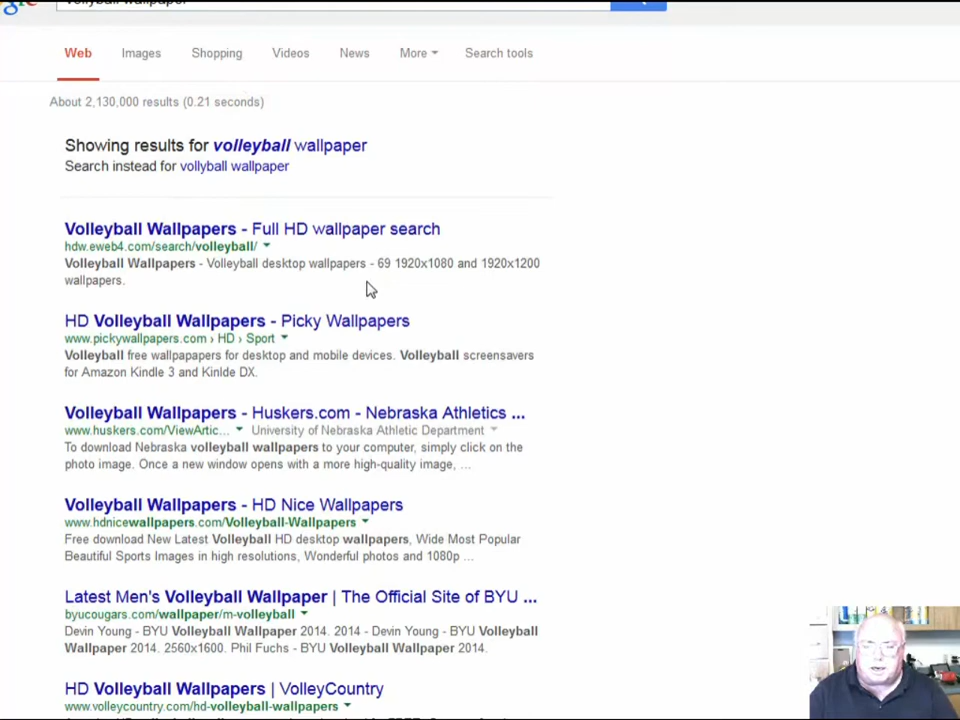 vollyball wallpaper
Web Images Shopping Videos News More Search tools
About 2,130,000 results (0.21 seconds)
Showing results for volleyball wallpaper
Search instead for vollyball wallpaper
Volleyball Wallpapers - Full HD wallpaper search
hdw.eweb4.com/search/volleyball/
Volleyball Wallpapers - Volleyball desktop wallpapers - 69 1920x1080 and 1920x1200
wallpapers.
HD Volleyball Wallpapers - Picky Wallpapers
www.pickywallpapers.com › HD › Sport
Volleyball free wallpapapers for desktop and mobile devices. Volleyball screensavers
for Amazon Kindle 3 and Kinlde DX.
Volleyball Wallpapers - Huskers.com - Nebraska Athletics ...
www.huskers.com/ViewArtic... University of Nebraska Athletic Department
To download Nebraska volleyball wallpapers to your computer, simply click on the
photo image. Once a new window opens with a more high-quality image, ...
Volleyball Wallpapers - HD Nice Wallpapers
www.hdnicewallpapers.com/Volleyball-Wallpapers
Free download New Latest Volleyball HD desktop wallpapers, Wide Most Popular
Beautiful Sports Images in high resolutions, Wonderful photos and 1080p ...
Latest Men's Volleyball Wallpaper | The Official Site of BYU ...
byucougars.com/wallpaper/m-volleyball
Devin Young - BYU Volleyball Wallpaper 2014. 2014 - Devin Young - BYU Volleyball
Wallpaper 2014. 2560x1600. Phil Fuchs - BYU Volleyball Wallpaper 2014.
HD Volleyball Wallpapers | VolleyCountry
www.volleycountry.com/hd-volleyball-wallpapers